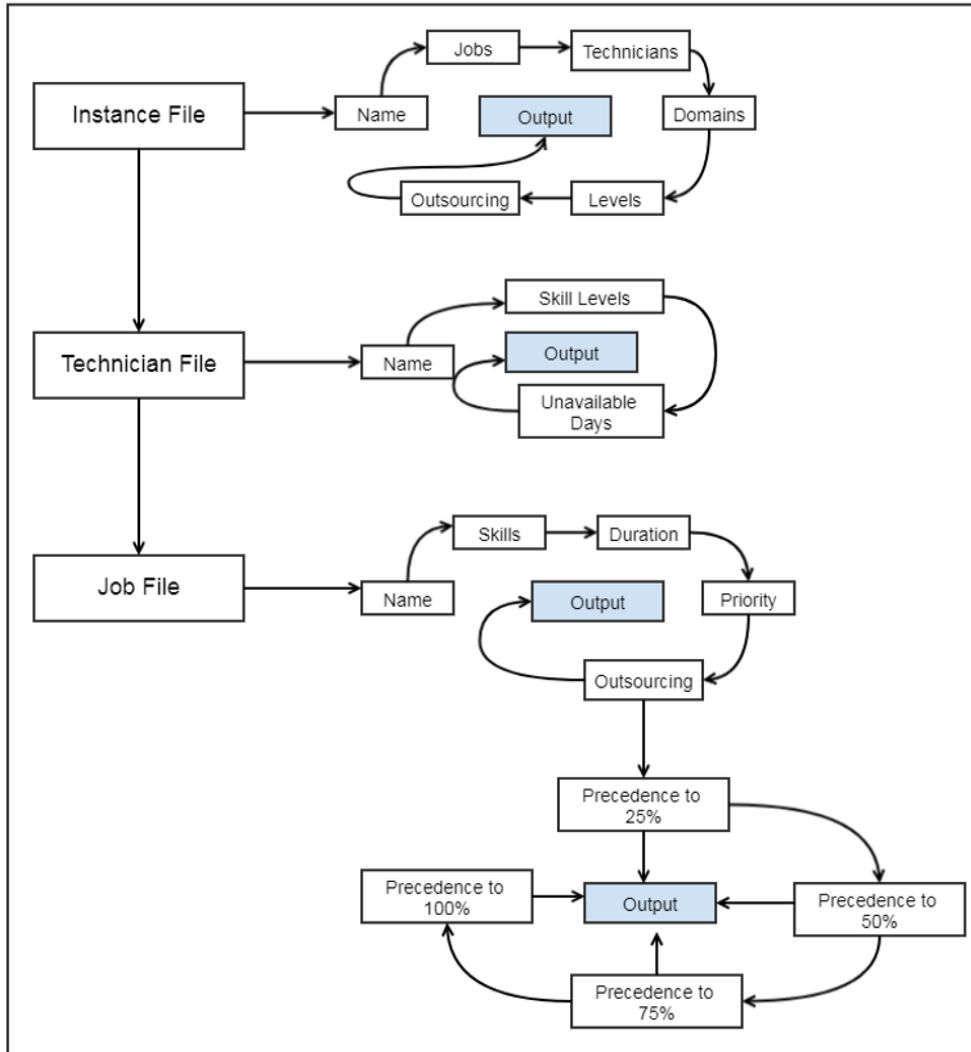 Jobs
Technicians
Instance File
Name
Output
Domains
Outsourcing
Levels
Skill Levels
Technician File
Name
Output
Unavailable
Days
Skills
Duration
Job File
Name
Output
Priority
Outsourcing
Precedence to
25%
Precedence to
100%
Output
Precedence to
50%
Precedence to
75%